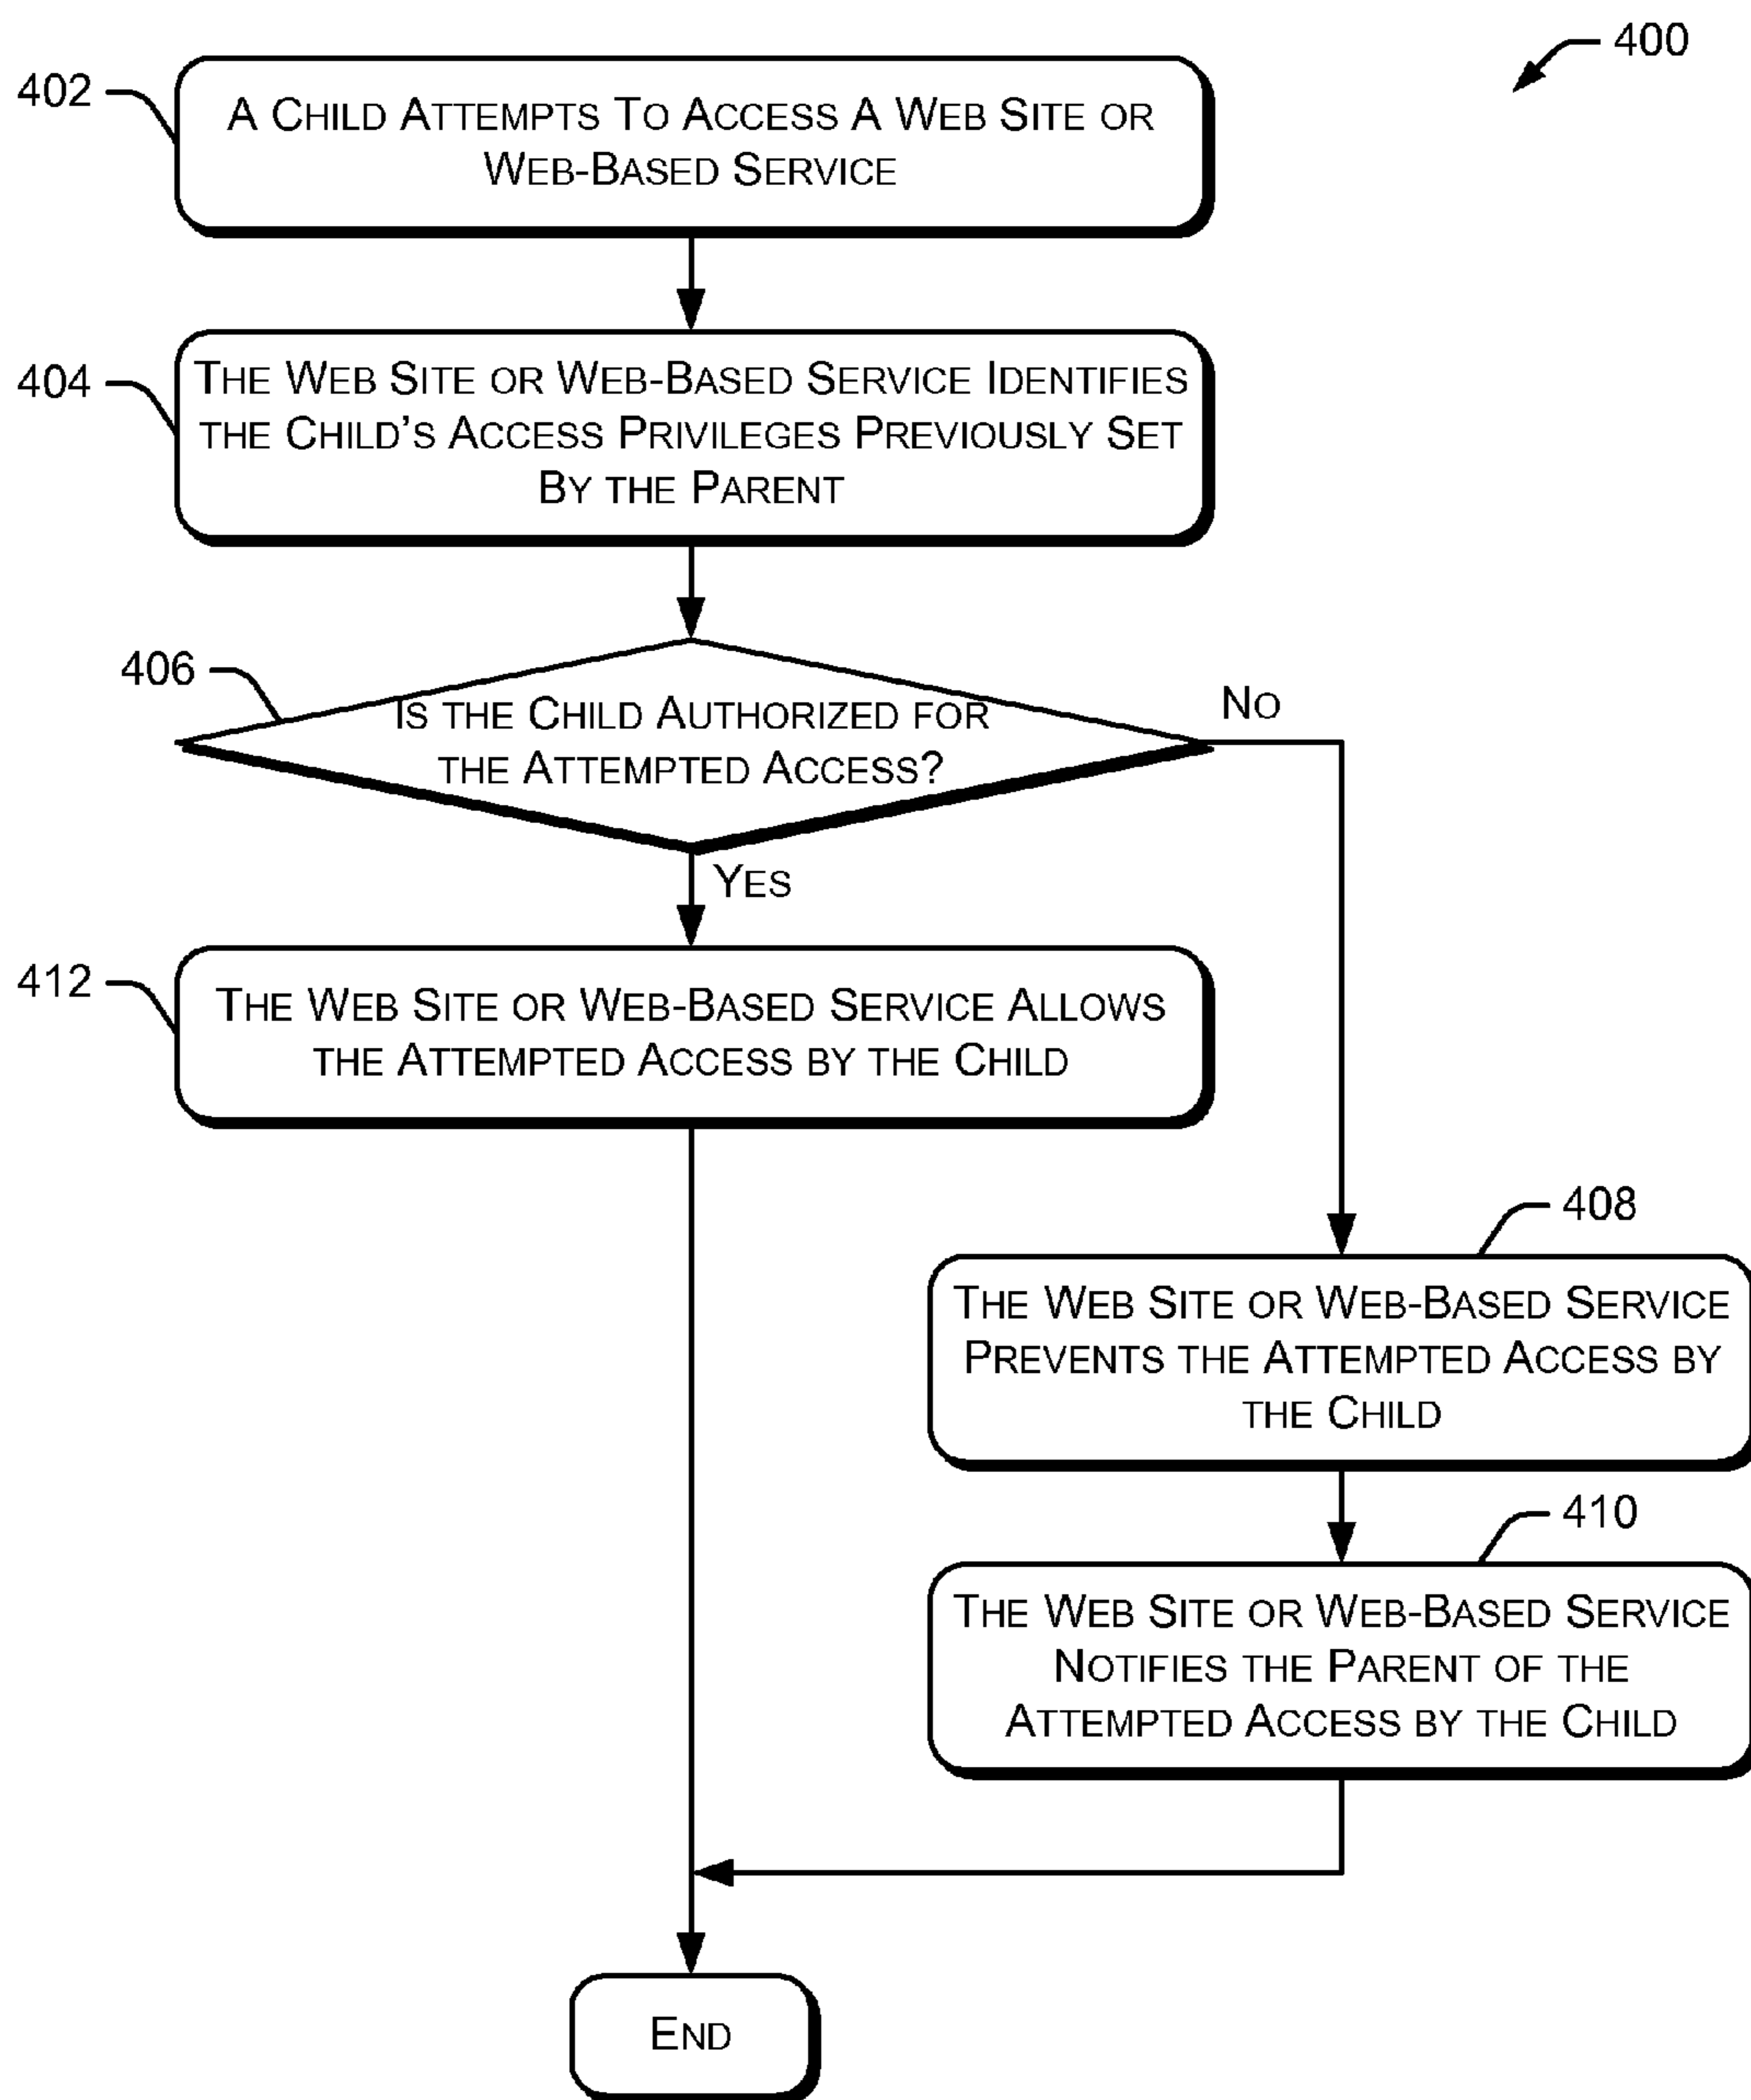 400
402
A CHILD ATTEMPTS TO ACCESS A WEB SITE OR
WEB-BASED SERVICE
404
THE WEB SITE OR WEB-BASED SERVICE IDENTIFIES
THE CHILD'S ACCESS PRIVILEGES PREVIOUSLY SET
BY THE PARENT
406
IS THE CHILD AUTHORIZED FOR
THE ATTEMPTED ACCESS?
NO
YES
412
THE WEB SITE OR WEB-BASED SERVICE ALLOWS
THE ATTEMPTED ACCESS BY THE CHILD
408
THE WEB SITE OR WEB-BASED SERVICE
PREVENTS THE ATTEMPTED ACCESS BY
THE CHILD
410
THE WEB SITE OR WEB-BASED SERVICE
NOTIFIES THE PARENT OF THE
ATTEMPTED ACCESS BY THE CHILD
END